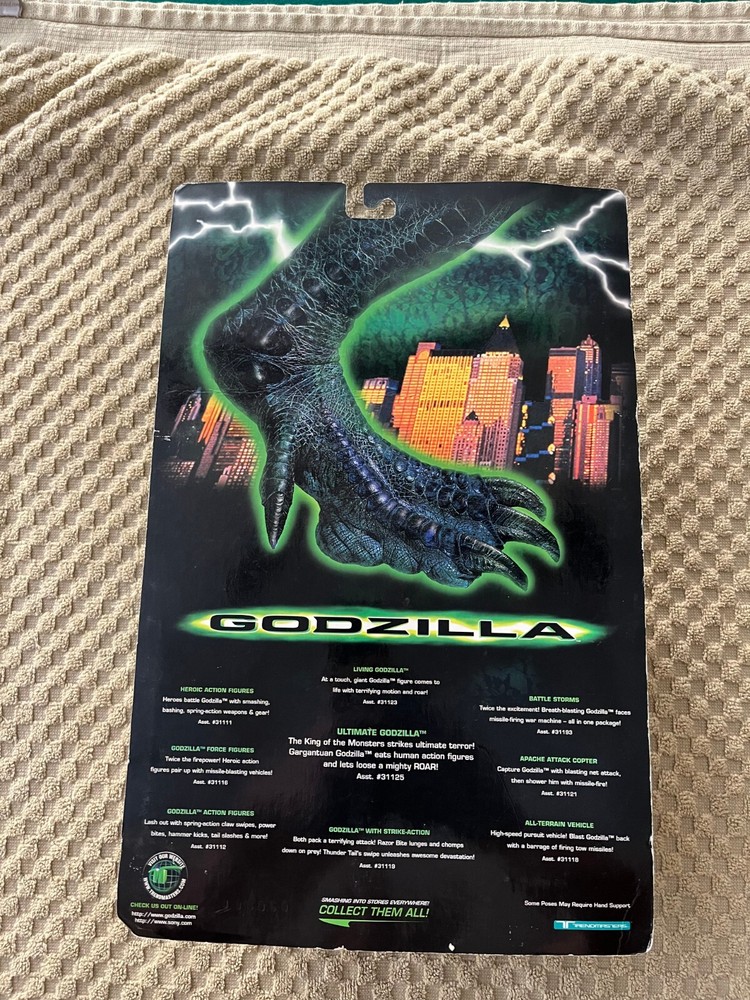 GODZILLA
LIVING GODZILLA™
At a touch, giant Godzilla™ figure comes to
life with terrifying motion and roar!
Asst. #31123
HEROIC ACTION FIGURES
Heroes battle Godzilla™ with smashing,
bashing, spring-action weapons & gear!
Asst. #31111
BATTLE STORMS
Twice the excitement! Breath-blasting Godzilla™ faces
missile-firing war machine – all in one package!
Asst. #31193
ULTIMATE GODZILLA™
The King of the Monsters strikes ultimate terror!
Gargantuan Godzilla™ eats human action figures
and lets loose a mighty ROAR!
Asst. #31125
GODZILLA™ FORCE FIGURES
Twice the firepower! Heroic action
figures pair up with missile-blasting vehicles!
Asst. #31116
APACHE ATTACK COPTER
Capture Godzilla™ with blasting net attack,
then shower him with missile-fire!
Asst. #31121
GODZILLA™ ACTION FIGURES
Lash out with spring-action claw swipes, power
bites, hammer kicks, tail slashes & more!
Asst. #31112
GODZILLA™ WITH STRIKE-ACTION
Both pack a terrifying attack! Razor Bite lunges and chomps
down on prey! Thunder Tail's swipe unleashes awesome devastation!
Asst. #31119
ALL-TERRAIN VEHICLE
High-speed pursuit vehicle! Blast Godzilla™ back
with a barrage of firing tow missiles!
Asst. #31118
VISIT OUR WEBSITE
WWW.TRENDMASTERS.COM
CHECK US OUT ON-LINE!
http://www.godzilla.com
http://www.sony.com
SMASHING INTO STORES EVERYWHERE!
COLLECT THEM ALL!
Some Poses May Require Hand Support
TRENDMASTERS